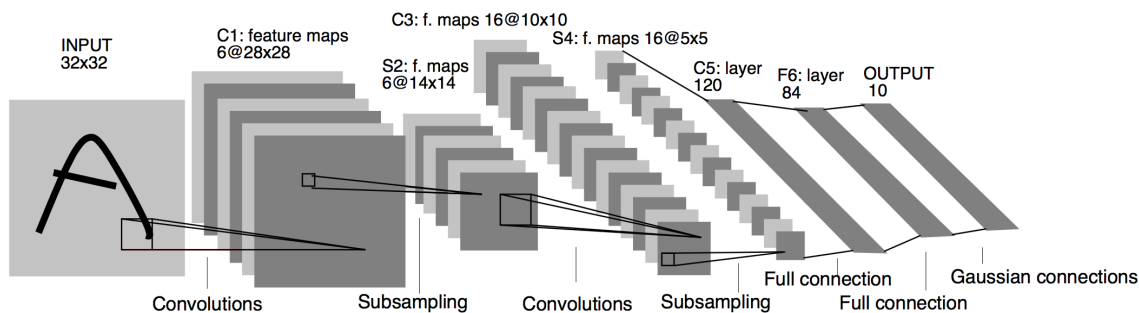 INPUT
32x32
C1: feature maps
6@28x28
S2: f. maps
6@14x14
C3: f. maps 16@10x10
S4: f. maps 16@5x5
C5: layer
120
F6: layer
84
OUTPUT
10
Convolutions
Subsampling
Convolutions
Subsampling
Full connection
Full connection
Gaussian connections
A